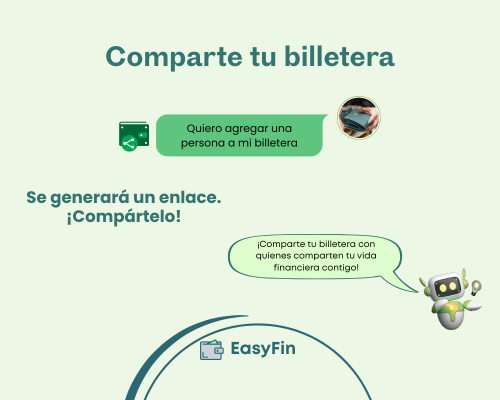 Comparte tu billetera
Quiero agregar una
persona a mi billetera
Se generará un enlace.
¡Compártelo!
¡Comparte tu billetera con
quienes comparten tu vida
financiera contigo!
EasyFin